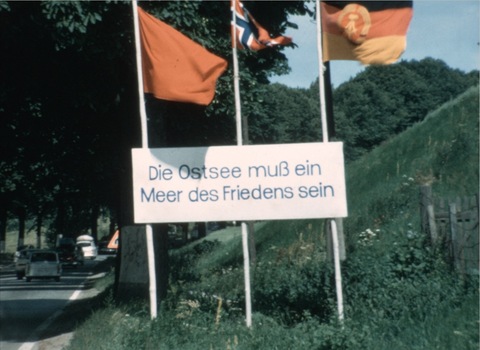 Die Ostsee muß ein
Meer des Friedens sein